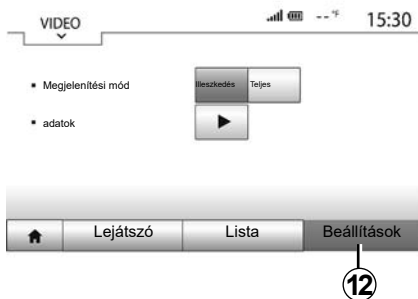 VIDEO
--°F 15:30
▪ Megjelenítési mód
Illeszkedés Teljes
▪ adatok
Lejátszó Lista Beállítások
12